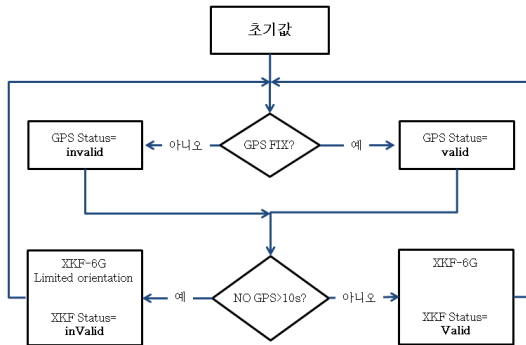 초기값
GPS Status=
invalid
아니오
GPS FIX?
예
GPS Status=
valid
XKF-6G
Limited orientation
XKF Status=
inValid
예
NO GPS>10s?
아니오
XKF-6G
XKF Status=
Valid